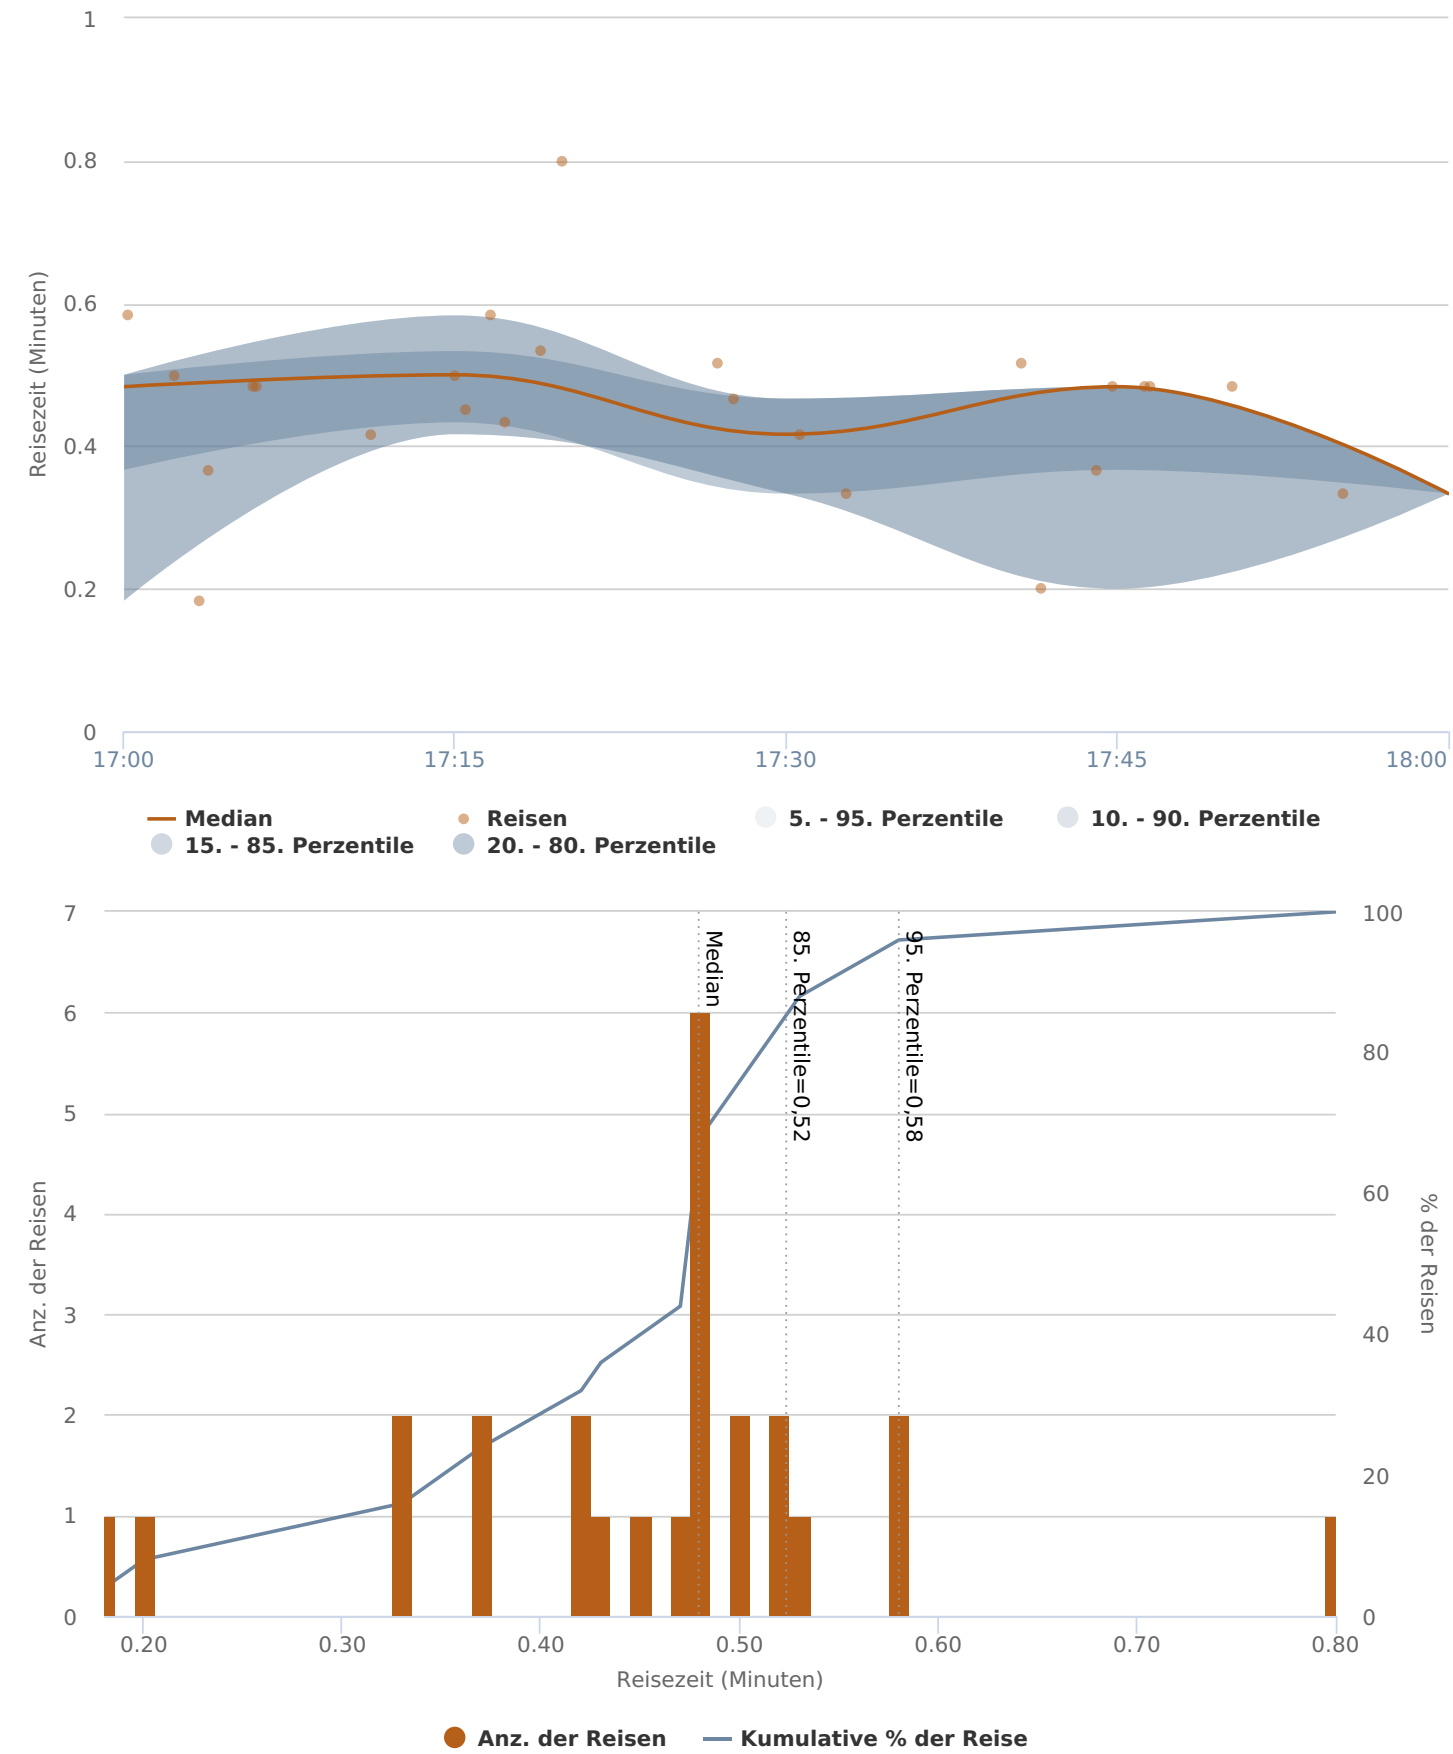 1
0.8
0.6
0.4
0.2
0
Reisezeit (Minuten)
17:00 17:15 17:30 17:45 18:00
Median Reisen 5. - 95. Perzentile 10. - 90. Perzentile
15. - 85. Perzentile 20. - 80. Perzentile
7
6
5
4
3
2
1
0
Anz. der Reisen
Median
85. Perzentile=0,52
95. Perzentile=0,58
100
80
60
40
20
0
% der Reisen
0.20 0.30 0.40 0.50 0.60 0.70 0.80
Reisezeit (Minuten)
Anz. der Reisen Kumulative % der Reise